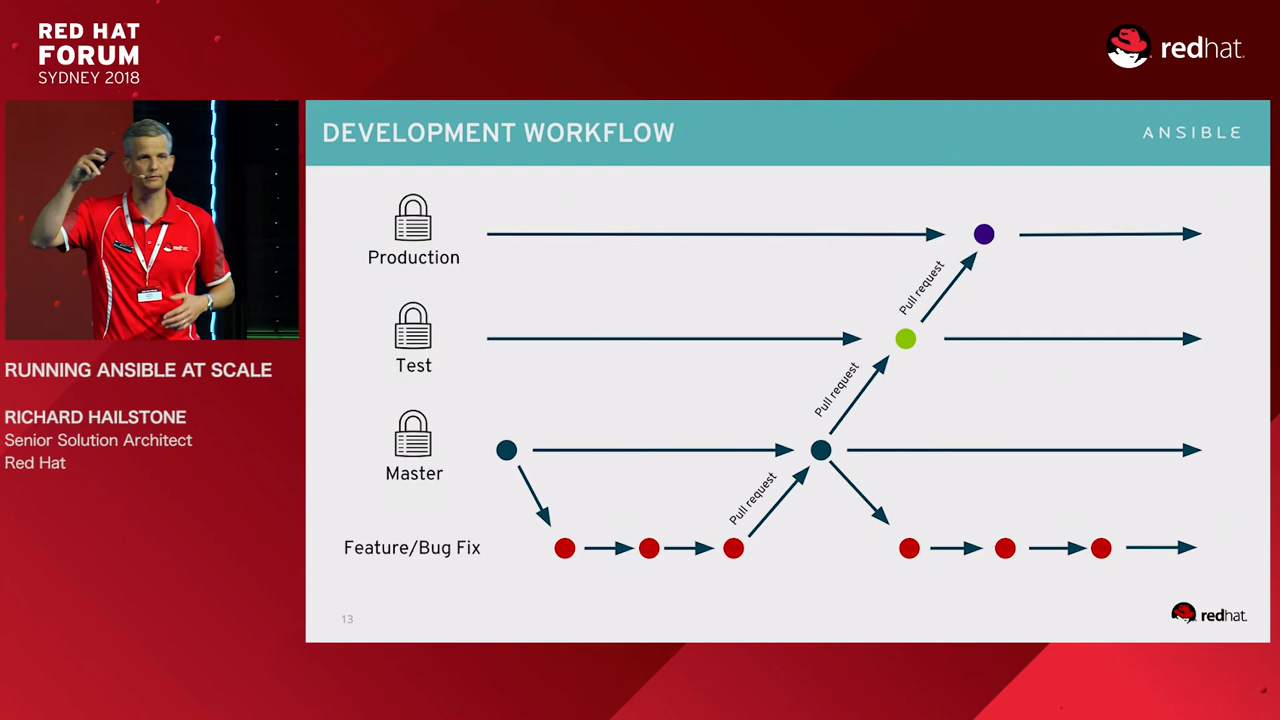 RED HAT
FORUM
SYDNEY 2018
redhat.
RUNNING ANSIBLE AT SCALE
RICHARD HAILSTONE
Senior Solution Architect
Red Hat
DEVELOPMENT WORKFLOW
ANSIBLE
Production
Pull request
Test
Pull request
Master
Pull request
Feature/Bug Fix
13
redhat.
redhat